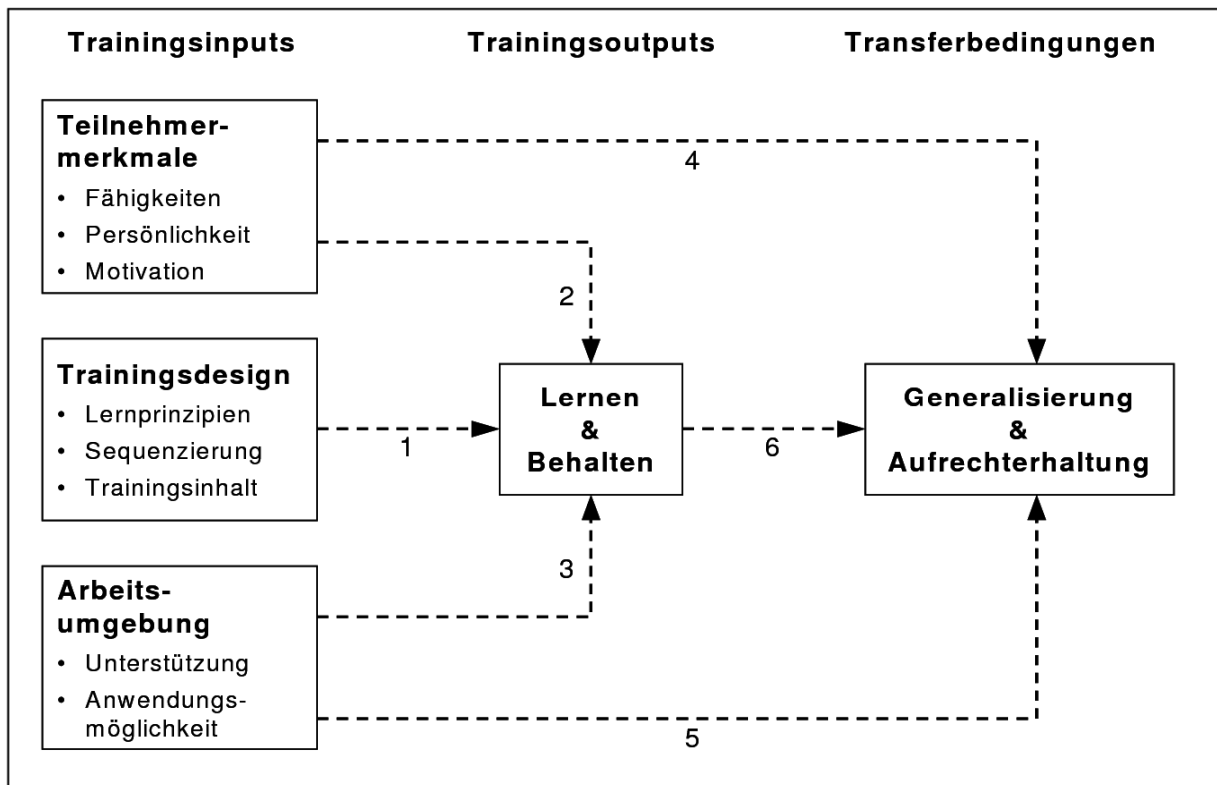 Trainingsinputs
Trainingsoutputs
Transferbedingungen
Teilnehmer-
merkmale
• Fähigkeiten
• Persönlichkeit
• Motivation
4
2
Trainingsdesign
• Lernprinzipien
• Sequenzierung
• Trainingsinhalt
1
Lernen
&
Behalten
6
Generalisierung
&
Aufrechterhaltung
3
Arbeits-
umgebung
• Unterstützung
• Anwendungs-
möglichkeit
5